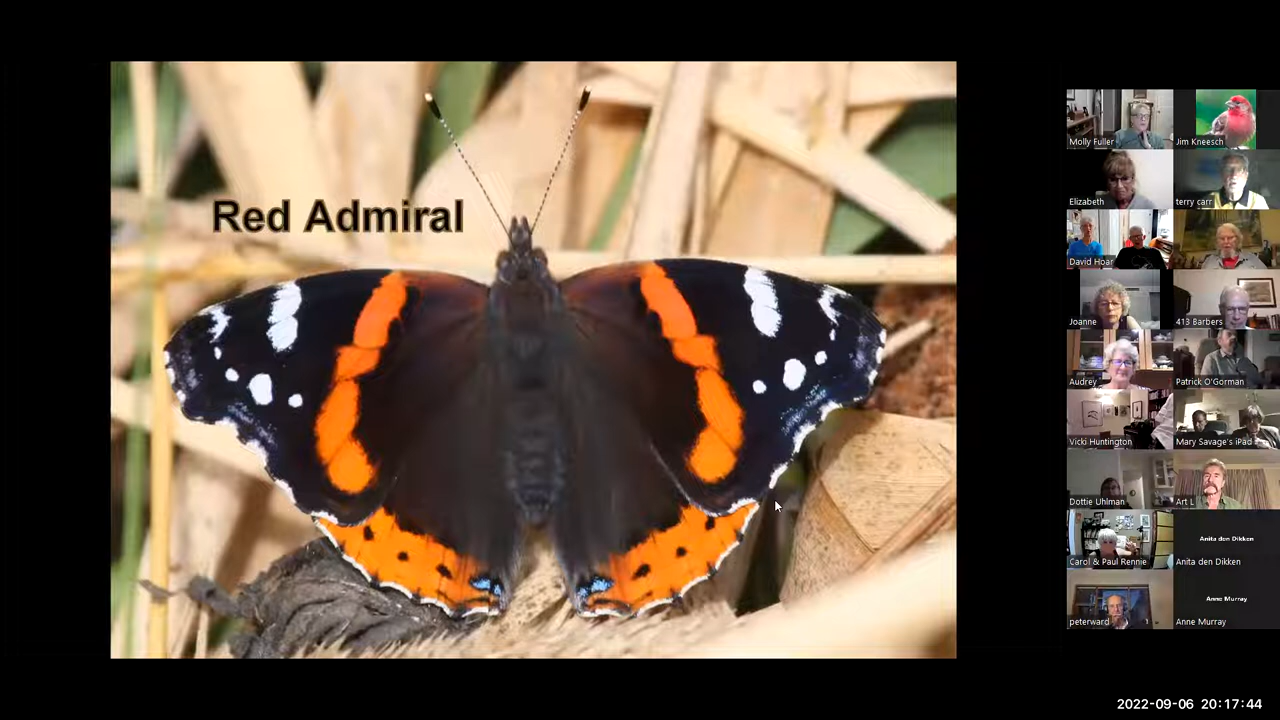 Red Admiral
Molly Fuller
Jim Kneesch
Elizabeth
terry carr
David Hoar
Joanne
413 Barbers
Audrey
Patrick O'Gorman
Vicki Huntington
Mary Savage's iPad
Dottie Uhlman
Art L
Carol & Paul Rennie
Anita den Dikken
Anita den Dikken
peterward
Anne Murray
Anne Murray
2022-09-06 20:17:44